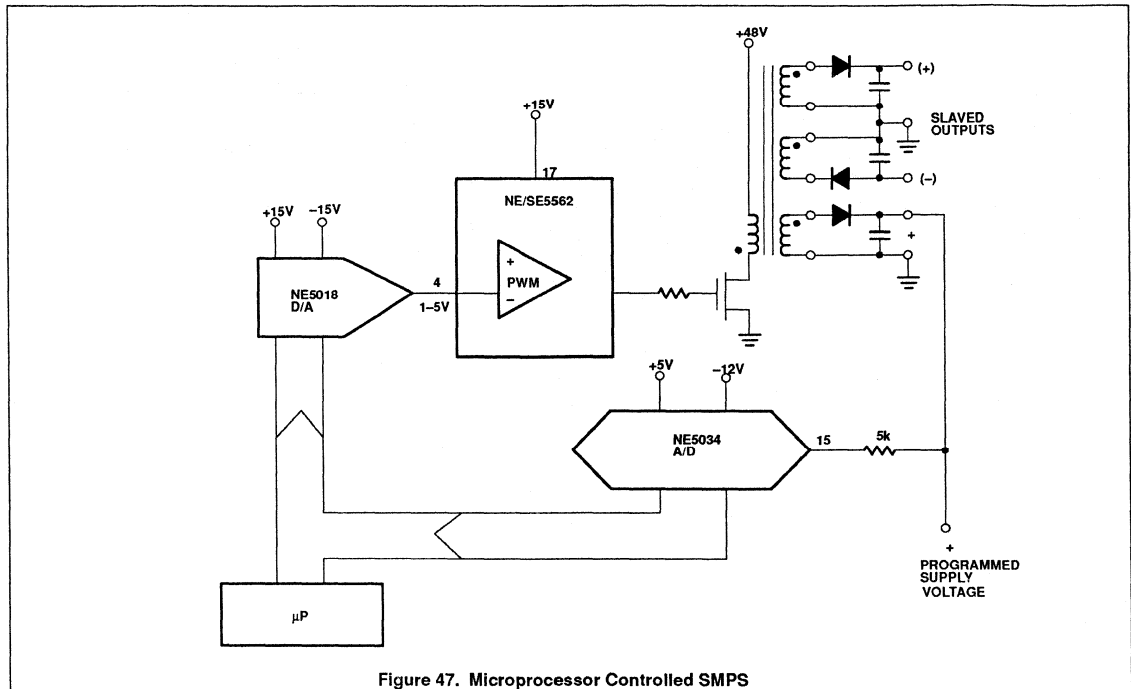 +48V
(+)
SLAVED
OUTPUTS
(–)
+
+15V
17
NE/SE5562
+
PWM
–
+15V
–15V
NE5018
D/A
4
1–5V
+5V
–12V
NE5034
A/D
15
5k
+
PROGRAMMED
SUPPLY
VOLTAGE
µP
Figure 47. Microprocessor Controlled SMPS